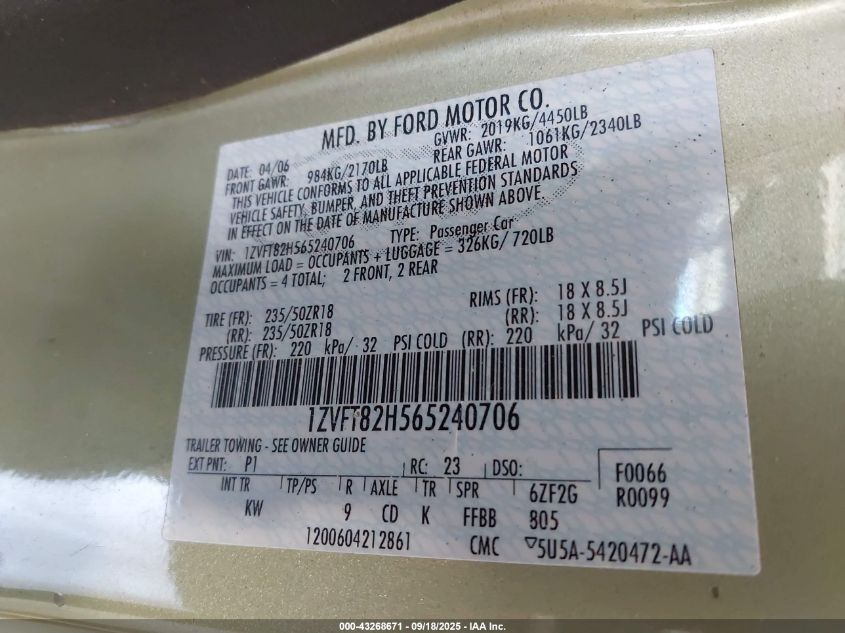 MFD. BY FORD MOTOR CO.
DATE: 04/06 GVWR: 2019KG/4450LB
FRONT GAWR: 984KG/2170LB REAR GAWR: 1061KG/2340LB
THIS VEHICLE CONFORMS TO ALL APPLICABLE FEDERAL MOTOR
VEHICLE SAFETY, BUMPER, AND THEFT PREVENTION STANDARDS
IN EFFECT ON THE DATE OF MANUFACTURE SHOWN ABOVE.
VIN: 1ZVFT82H565240706 TYPE: Passenger Car
MAXIMUM LOAD = OCCUPANTS + LUGGAGE = 326KG/ 720LB
OCCUPANTS = 4 TOTAL; 2 FRONT, 2 REAR
TIRE (FR): 235/50ZR18 RIMS (FR): 18 X 8.5J
(RR): 235/50ZR18 (RR): 18 X 8.5J
PRESSURE (FR): 220 kPa/ 32 PSI COLD (RR): 220 kPa/ 32 PSI COLD
1ZVFT82H565240706
TRAILER TOWING - SEE OWNER GUIDE
EXT PNT: P1 RC: 23 DSO: F0066
INT TR TP/PS R AXLE TR SPR 6ZF2G R0099
KW 9 CD K FFBB 805
1200604212861 CMC ▽5U5A-5420472-AA
000-43268671 - 09/18/2025 - IAA Inc.